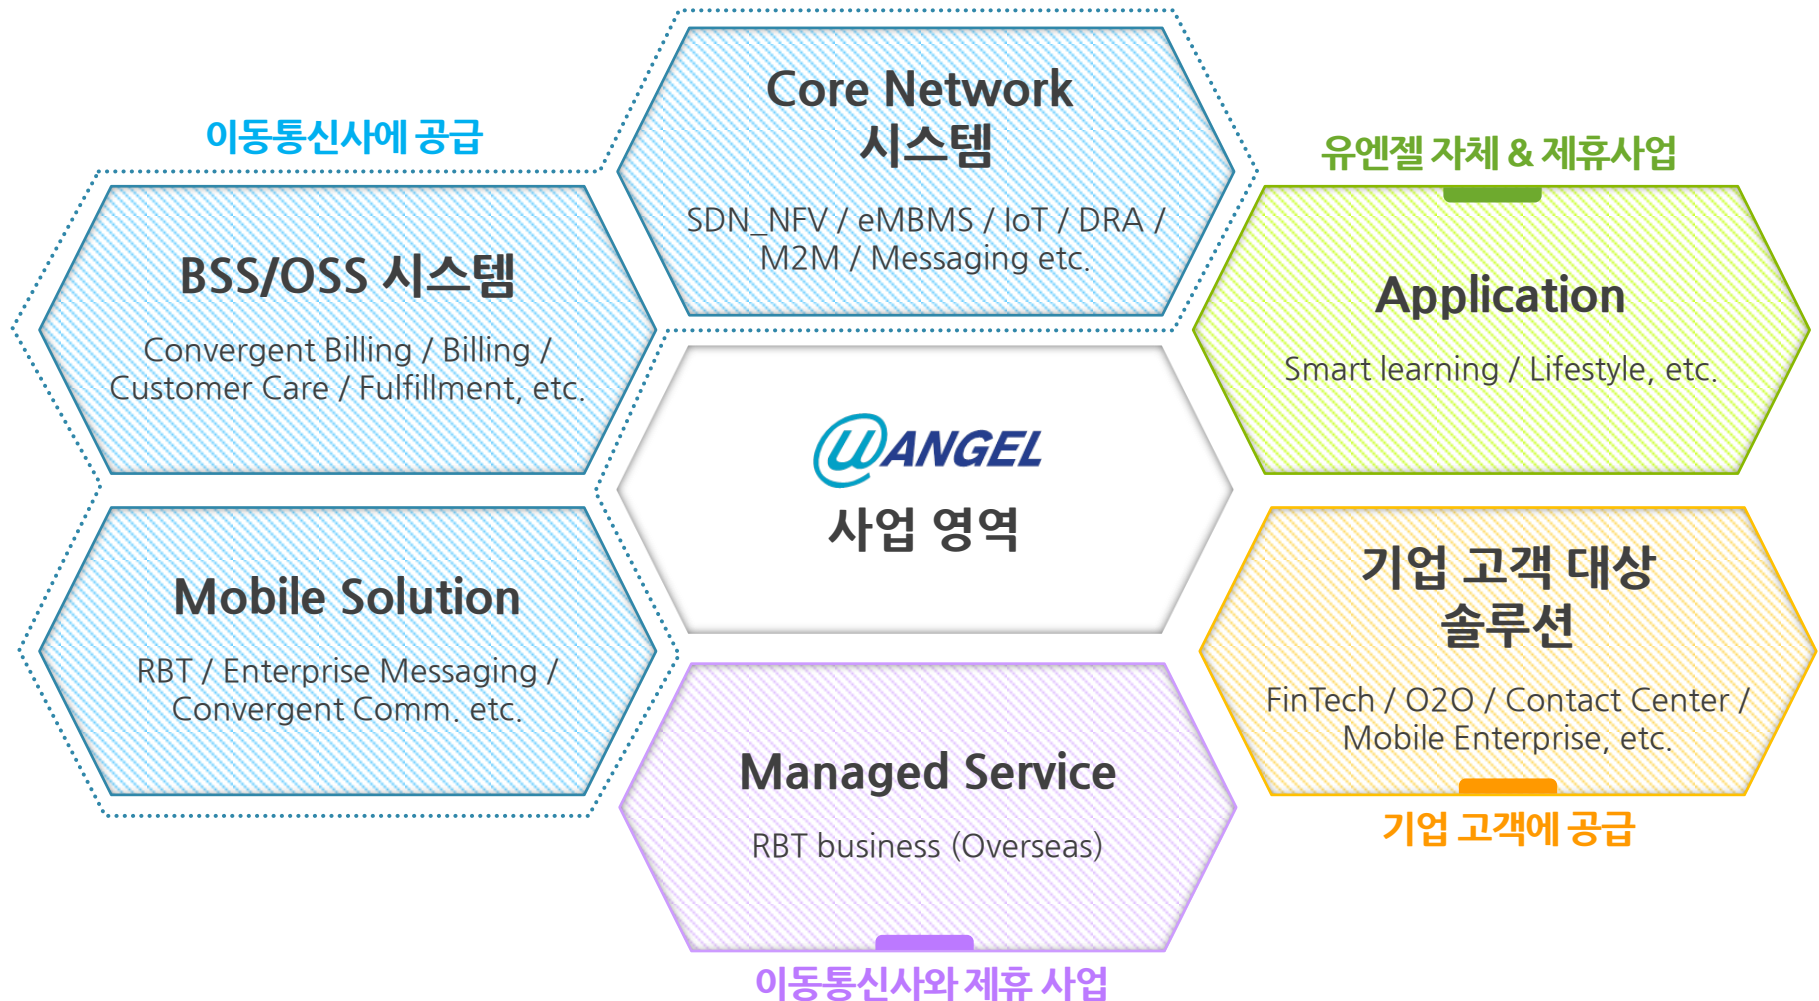 Core Network
시스템
SDN_NFV / eMBMS / IoT / DRA /
M2M / Messaging etc.
이동통신사에 공급
BSS/OSS 시스템
Convergent Billing / Billing /
Customer Care / Fulfillment, etc.
유엔젤 자체 & 제휴사업
Application
Smart learning / Lifestyle, etc.
@UANGEL
사업 영역
Mobile Solution
RBT / Enterprise Messaging /
Convergent Comm. etc.
기업 고객 대상
솔루션
FinTech / O2O / Contact Center /
Mobile Enterprise, etc.
기업 고객에 공급
Managed Service
RBT business (Overseas)
이동통신사와 제휴 사업